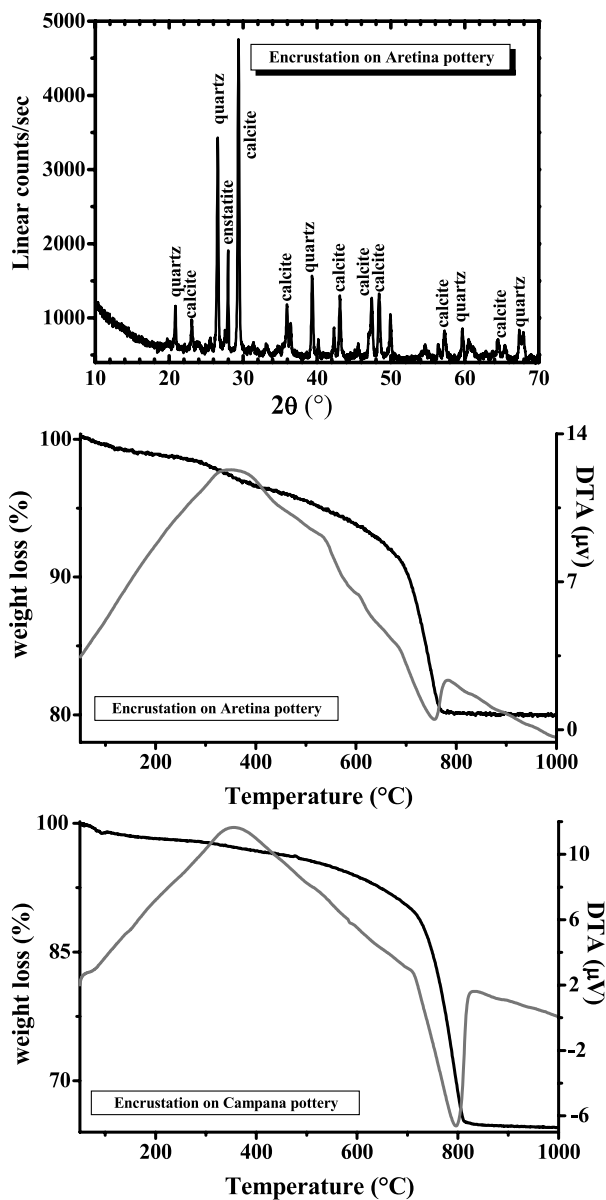 Encrustation on Aretina pottery
Linear counts/sec
5000
4000
3000
2000
1000
quartz
calcite
quartz
enstatite
calcite
calcite
quartz
calcite
calcite
calcite
calcite
quartz
calcite
quartz
10 20 30 40 50 60 70
2θ (°)
weight loss (%)
100
90
80
DTA (μv)
14
7
0
Encrustation on Aretina pottery
200 400 600 800 1000
Temperature (°C)
weight loss (%)
100
85
70
DTA (μV)
10
6
2
-2
-6
Encrustation on Campana pottery
200 400 600 800 1000
Temperature (°C)